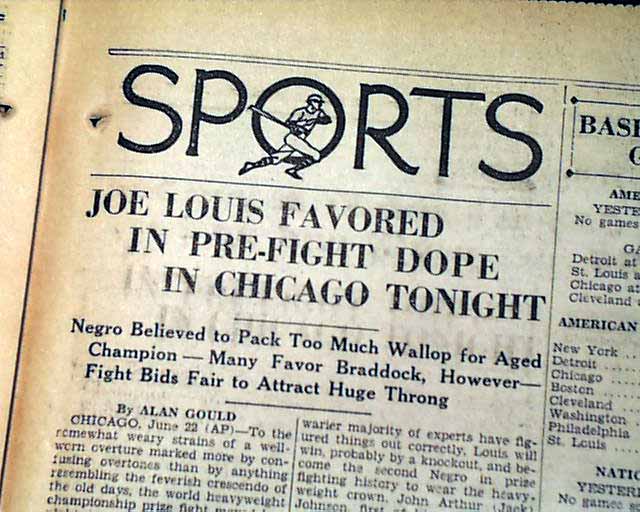 SPORTS
JOE LOUIS FAVORED
IN PRE-FIGHT DOPE
IN CHICAGO TONIGHT
Negro Believed to Pack Too Much Wallop for Aged
Champion — Many Favor Braddock, However—
Fight Bids Fair to Attract Huge Throng
By ALAN GOULD
CHICAGO, June 22 (AP)—To the
somewhat weary strains of a well-
worn overture marked more by con-
fusing overtones than by anything
resembling the feverish crescendo of
the old days, the world heavyweight
championship prize fight
warier majority of experts have fig-
ured things out correctly, Louis will
win, probably by a knockout, and be-
come the second Negro in prize
fighting history to wear the heavy-
weight crown. John Arthur (Jack)
Johnson, first of
BASE
AME
YESTE
No games
GA
Detroit at
St. Louis a
Chicago at
Cleveland
AMERICAN
New York ..
Detroit ....
Chicago ...
Boston ....
Cleveland
Washington
Philadelphia
St. Louis ...
NATIO
YESTE
No games s